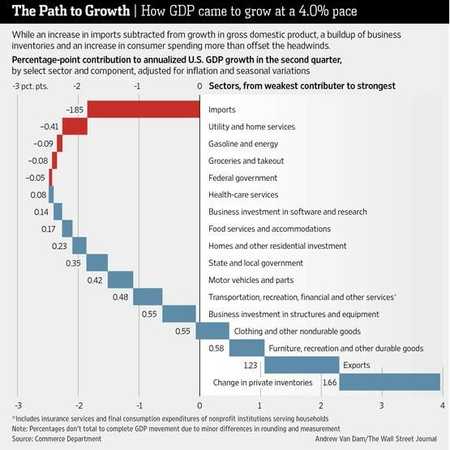 The Path to Growth | How GDP came to grow at a 4.0% pace
While an increase in imports subtracted from growth in gross domestic product, a buildup of business
inventories and an increase in consumer spending more than offset the headwinds.
Percentage-point contribution to annualized U.S. GDP growth in the second quarter,
by select sector and component, adjusted for inflation and seasonal variations
-3 pct. pts. -2 -1 0 Sectors, from weakest contributor to strongest
-1.85 Imports
-0.41 Utility and home services
-0.09 Gasoline and energy
-0.08 Groceries and takeout
-0.05 Federal government
0.08 Health-care services
0.14 Business investment in software and research
0.17 Food services and accommodations
0.23 Homes and other residential investment
0.35 State and local government
0.42 Motor vehicles and parts
0.48 Transportation, recreation, financial and other services*
0.55 Business investment in structures and equipment
0.55 Clothing and other nondurable goods
0.58 Furniture, recreation and other durable goods
1.23 Exports
Change in private inventories 1.66
-3 -2 -1 0 1 2 3 4
*Includes insurance services and final consumption expenditures of nonprofit institutions serving households
Note: Percentages don't total to complete GDP movement due to minor differences in rounding and measurement
Source: Commerce Department Andrew Van Dam/The Wall Street Journal